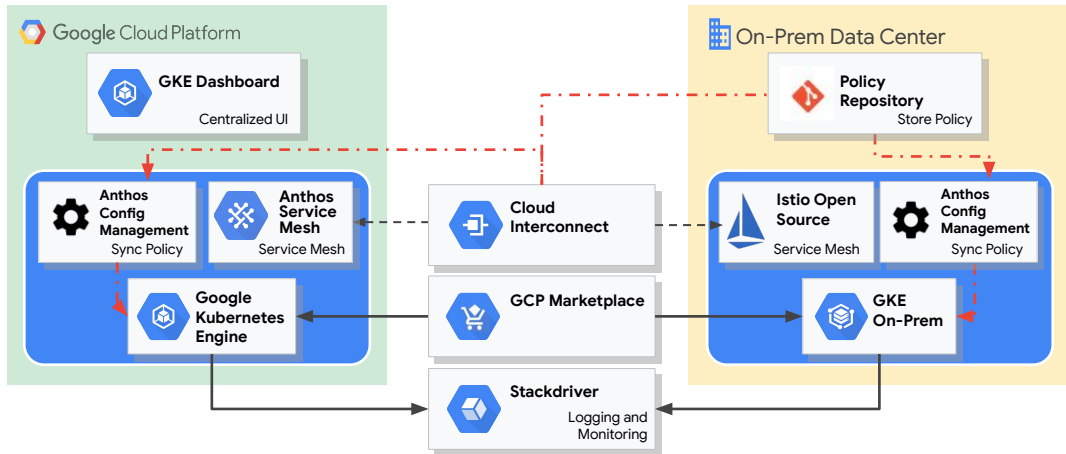 Google Cloud Platform
On-Prem Data Center
GKE Dashboard
Centralized UI
Policy
Repository
Store Policy
Anthos
Config
Management
Sync Policy
Anthos
Service
Mesh
Service Mesh
Cloud
Interconnect
Istio Open
Source
Service Mesh
Anthos
Config
Management
Sync Policy
Google
Kubernetes
Engine
GCP Marketplace
GKE
On-Prem
Stackdriver
Logging and
Monitoring